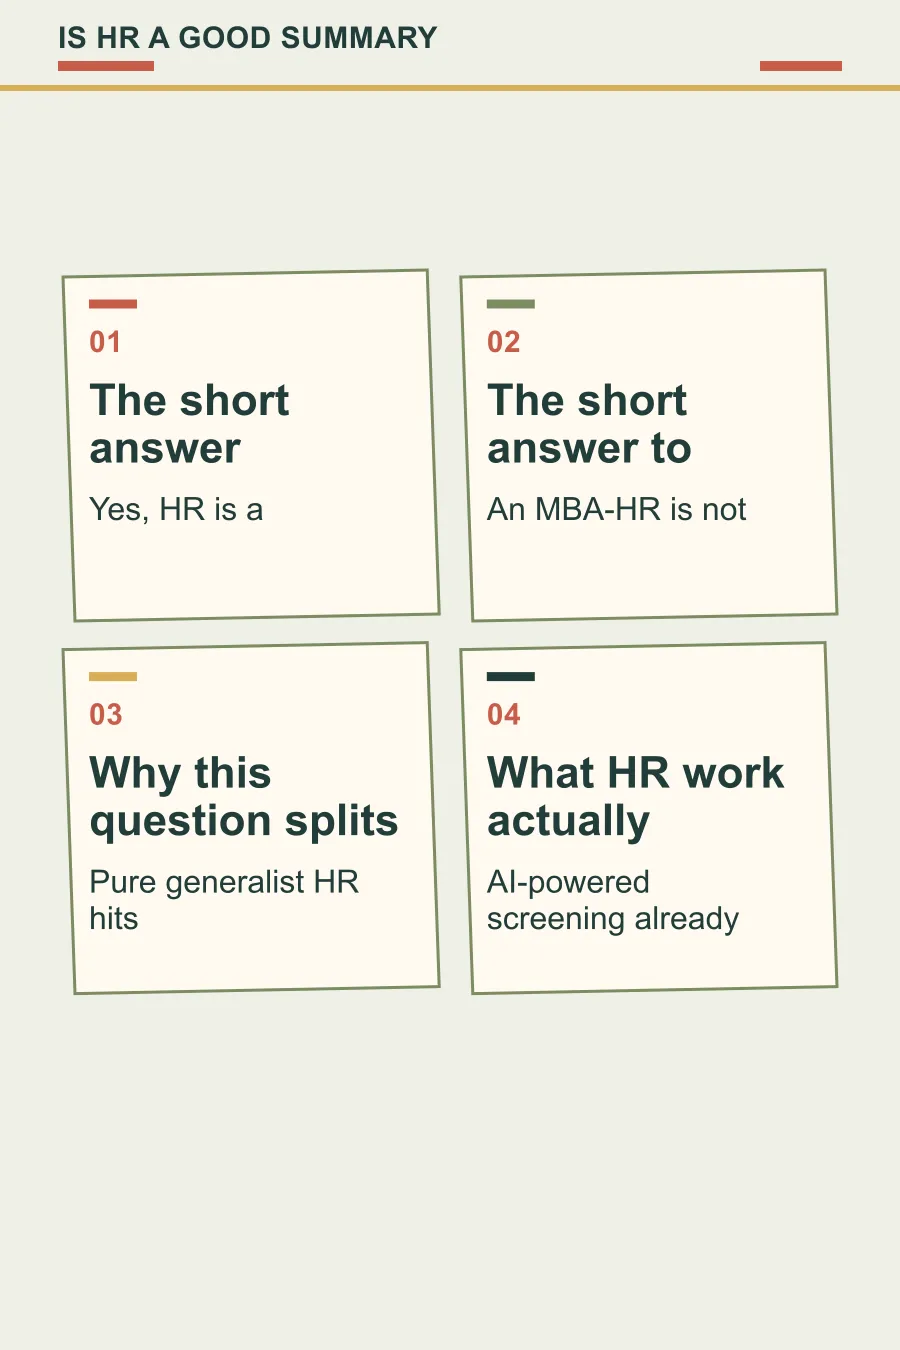 IS HR A GOOD SUMMARY
01
The short
answer
Yes, HR is a
02
The short
answer to
An MBA-HR is not
03
Why this
question splits
Pure generalist HR
hits
04
What HR work
actually
AI-powered
screening already